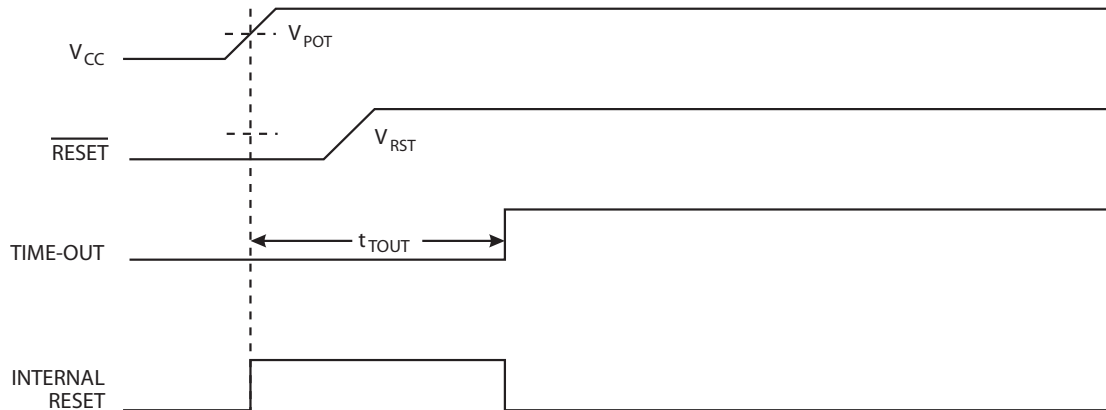 V_CC
V_POT
RESET
V_RST
TIME-OUT
t_TOUT
INTERNAL
RESET